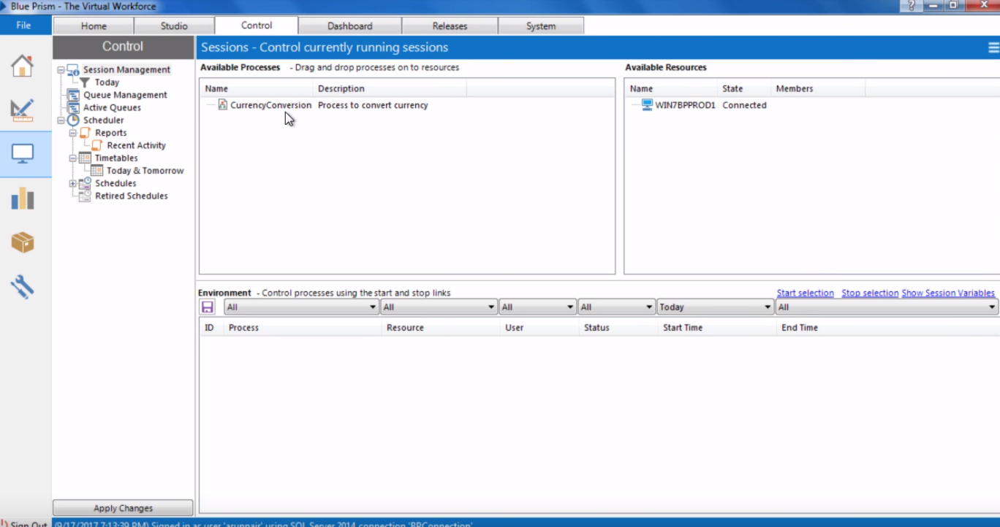 Blue Prism - The Virtual Workforce
File Home Studio Control Dashboard Releases System
Control
Sessions - Control currently running sessions
Session Management
Today
Queue Management
Active Queues
Scheduler
Reports
Recent Activity
Timetables
Today & Tomorrow
Schedules
Retired Schedules
Apply Changes
Available Processes - Drag and drop processes on to resources
Name Description
CurrencyConversion Process to convert currency
Available Resources
Name State Members
WIN7BPPROD1 Connected
Environment - Control processes using the start and stop links
Start selection Stop selection Show Session Variables
All All All All Today All
ID Process Resource User Status Start Time End Time
Sign Out (9/17/2017 7:13:39 PM) Signed in as user 'arunnair' using SQL Server 2014 connection 'BPConnection'